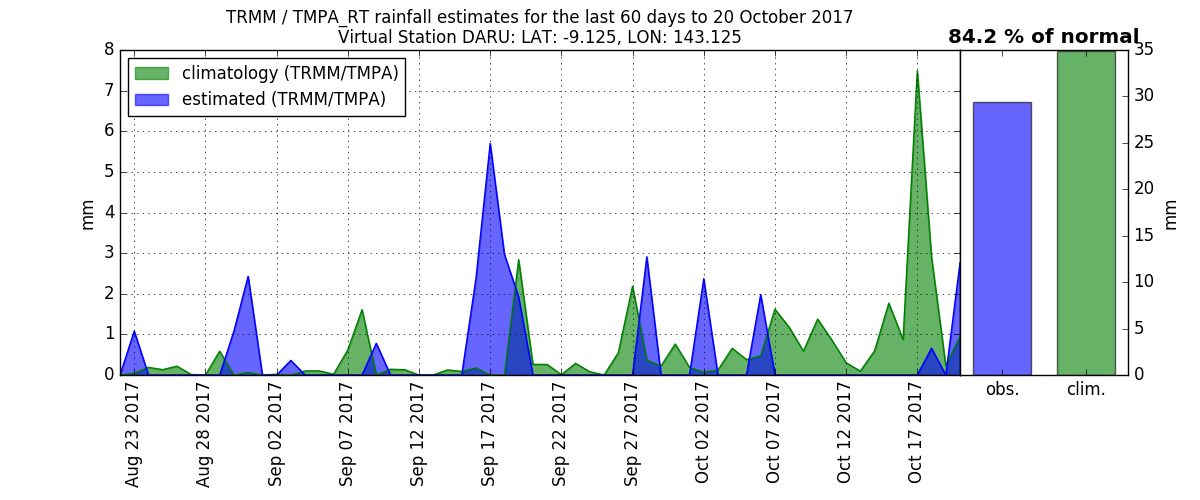 TRMM / TMPA_RT rainfall estimates for the last 60 days to 20 October 2017
Virtual Station DARU: LAT: -9.125, LON: 143.125
84.2 % of normal
climatology (TRMM/TMPA)
estimated (TRMM/TMPA)
8
7
6
5
4
3
2
1
0
mm
Aug 23 2017
Aug 28 2017
Sep 02 2017
Sep 07 2017
Sep 12 2017
Sep 17 2017
Sep 22 2017
Sep 27 2017
Oct 02 2017
Oct 07 2017
Oct 12 2017
Oct 17 2017
35
30
25
20
15
10
5
0
mm
obs.
clim.